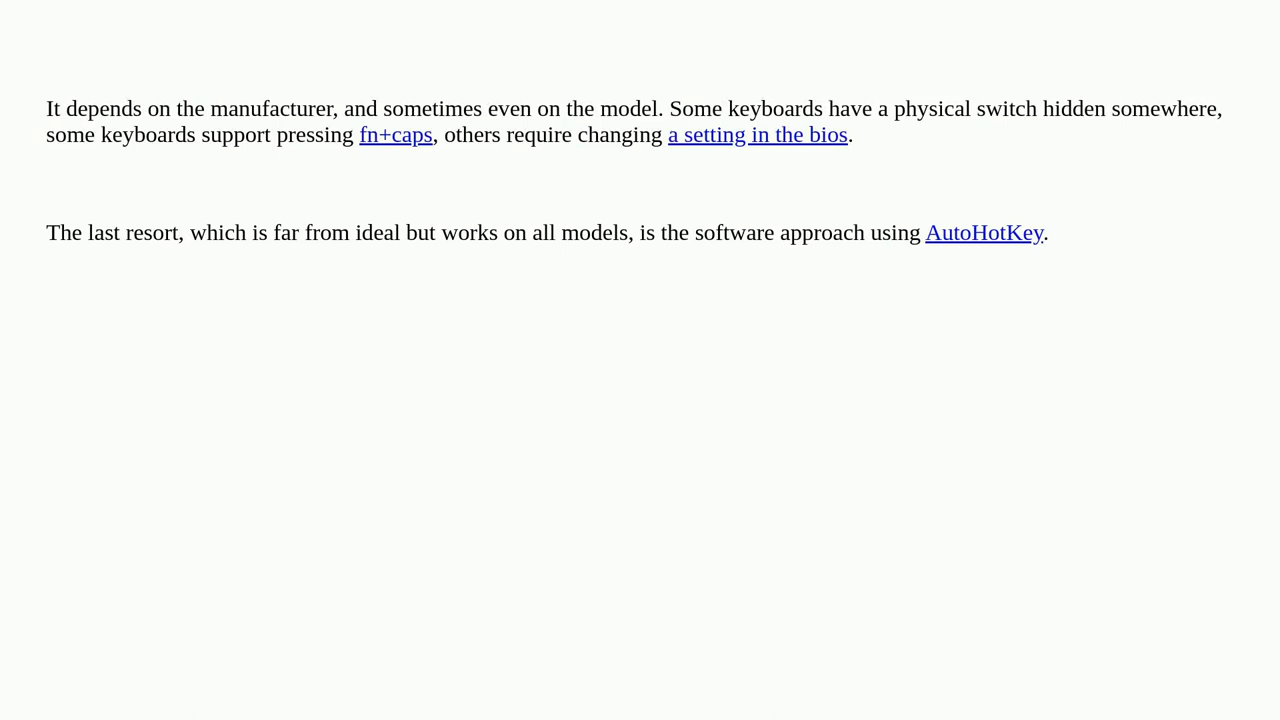 It depends on the manufacturer, and sometimes even on the model. Some keyboards have a physical switch hidden somewhere,
some keyboards support pressing fn+caps, others require changing a setting in the bios.
The last resort, which is far from ideal but works on all models, is the software approach using AutoHotKey.